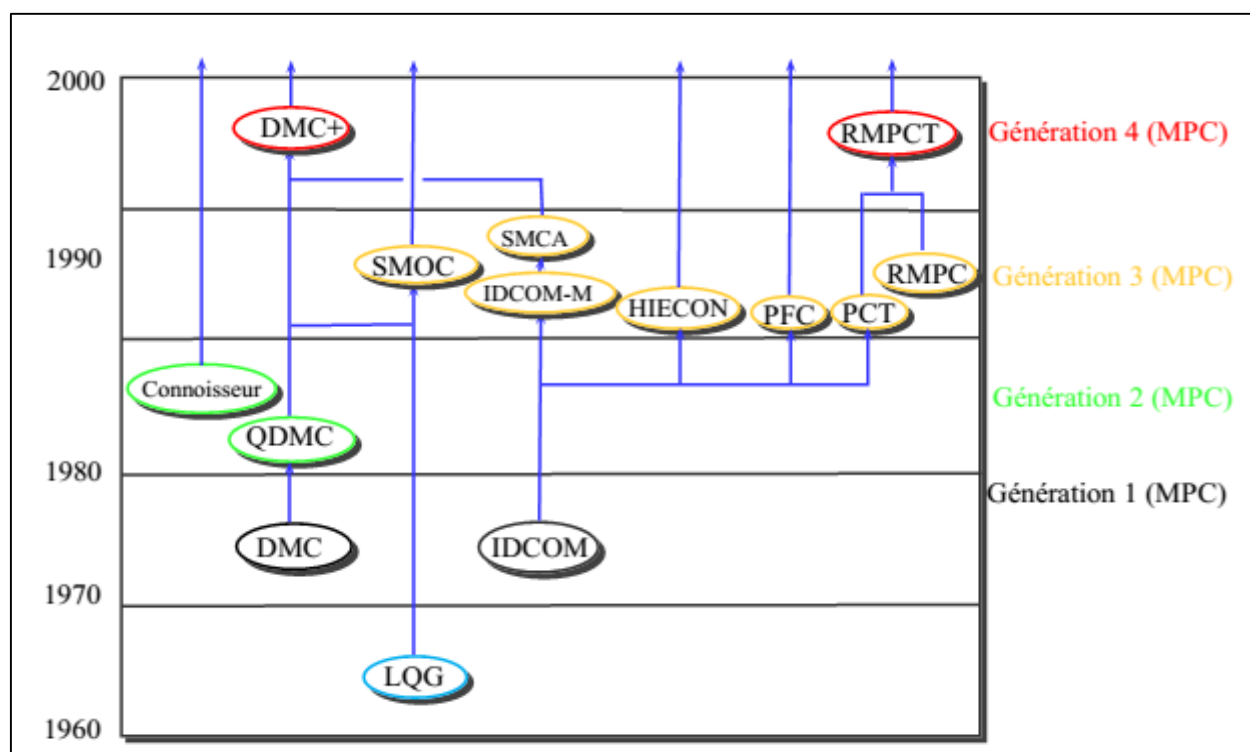 2000
DMC+
RMPCT
Génération 4 (MPC)
SMCA
SMOC
1990
RMPC
Génération 3 (MPC)
IDCOM-M
HIECON
PFC
PCT
Connoisseur
Génération 2 (MPC)
QDMC
1980
Génération 1 (MPC)
DMC
IDCOM
1970
LQG
1960